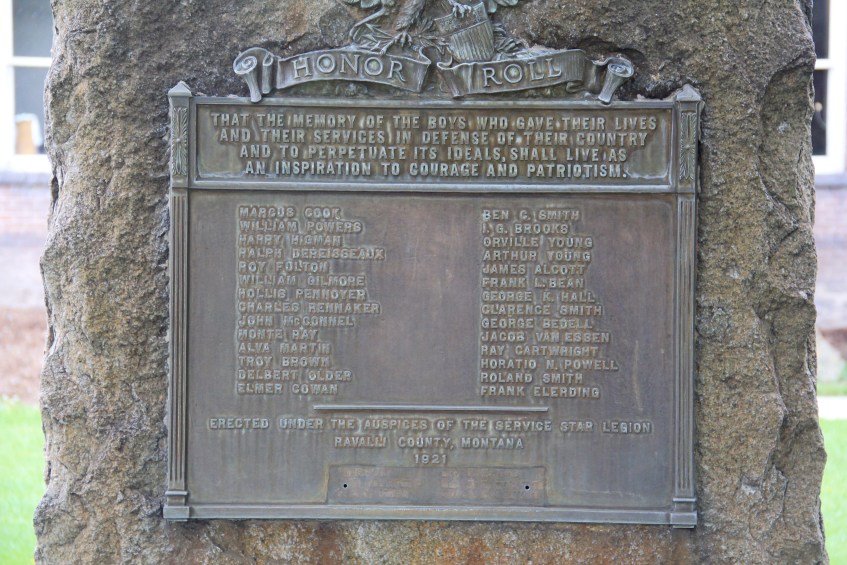 HONOR ROLL
THAT THE MEMORY OF THE BOYS WHO GAVE THEIR LIVES
AND THEIR SERVICES IN DEFENSE OF THEIR COUNTRY
AND TO PERPETUATE ITS IDEALS, SHALL LIVE AS
AN INSPIRATION TO COURAGE AND PATRIOTISM.
MARCUS COOK
WILLIAM POWERS
HARRY HIGMAN
RALPH BEREISSEAUX
ROY FULTON
WILLIAM GILMORE
HOLLIS PENHOYER
CHARLES HENNAKER
JOHN McCONNEL
MONTE RAY
ALVA MARTIN
TROY BROWN
DELBERT OLDER
ELMER COWAN
BEN C. SMITH
I. G. BROOKS
ORVILLE YOUNG
ARTHUR YOUNG
JAMES ALCOTT
FRANK L. BEAN
GEORGE K. HALL
CLARENCE SMITH
GEORGE BEDELL
JACOB VAN ESSEN
RAY CARTWRIGHT
HORATIO N. POWELL
ROLAND SMITH
FRANK ELERDING
ERECTED UNDER THE AUSPICES OF THE SERVICE STAR LEGION
RAVALLI COUNTY, MONTANA
1921